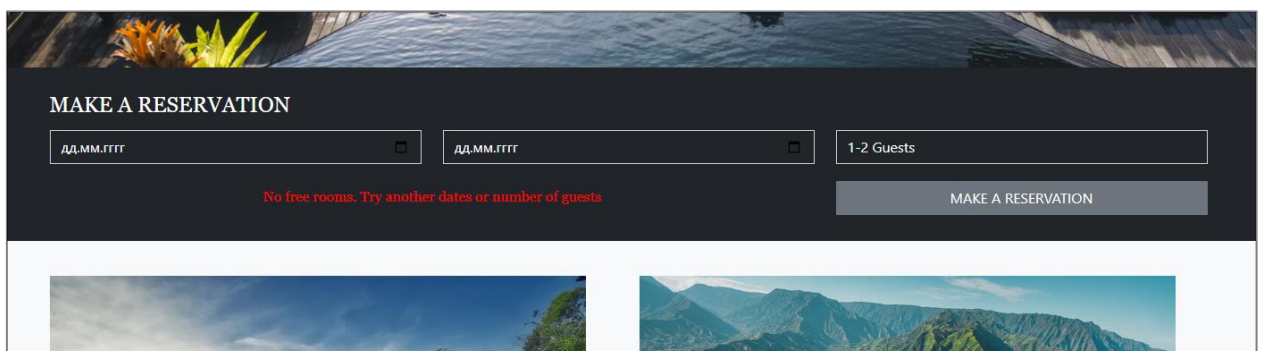 MAKE A RESERVATION
дд.мм.гггг
дд.мм.гггг
1-2 Guests
No free rooms. Try another dates or number of guests
MAKE A RESERVATION